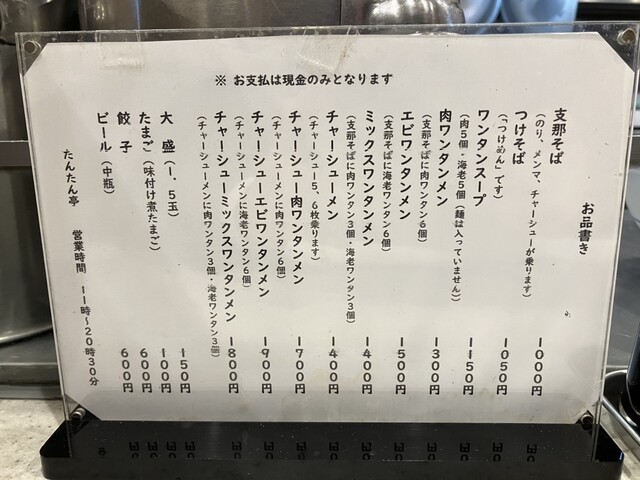 ※ お支払は現金のみとなります
お品書き
支那そば 1000円
(のり、メンマ、チャーシューが乗ります)
つけそば 1050円
(「つけめん」です)
ワンタンスープ 1150円
(肉5個・海老5個(麺は入っていません))
肉ワンタンメン 1300円
(支那そばに肉ワンタン6個)
エビワンタンメン 1500円
(支那そばに海老ワンタン6個)
ミックスワンタンメン 1400円
(支那そばに肉ワンタン3個・海老ワンタン3個)
チャーシューメン 1400円
(チャーシュー5、6枚乗ります)
チャーシュー肉ワンタンメン 1700円
(チャーシューメンに肉ワンタン6個)
チャーシューエビワンタンメン 1900円
(チャーシューメンに海老ワンタン6個)
チャーシューミックスワンタンメン 1800円
(チャーシューメンに肉ワンタン3個・海老ワンタン3個)
大盛(1、5玉) 150円
たまご(味付け煮たまご) 100円
餃子 600円
ビール(中瓶) 600円
たんたん亭 営業時間 11時〜20時30分